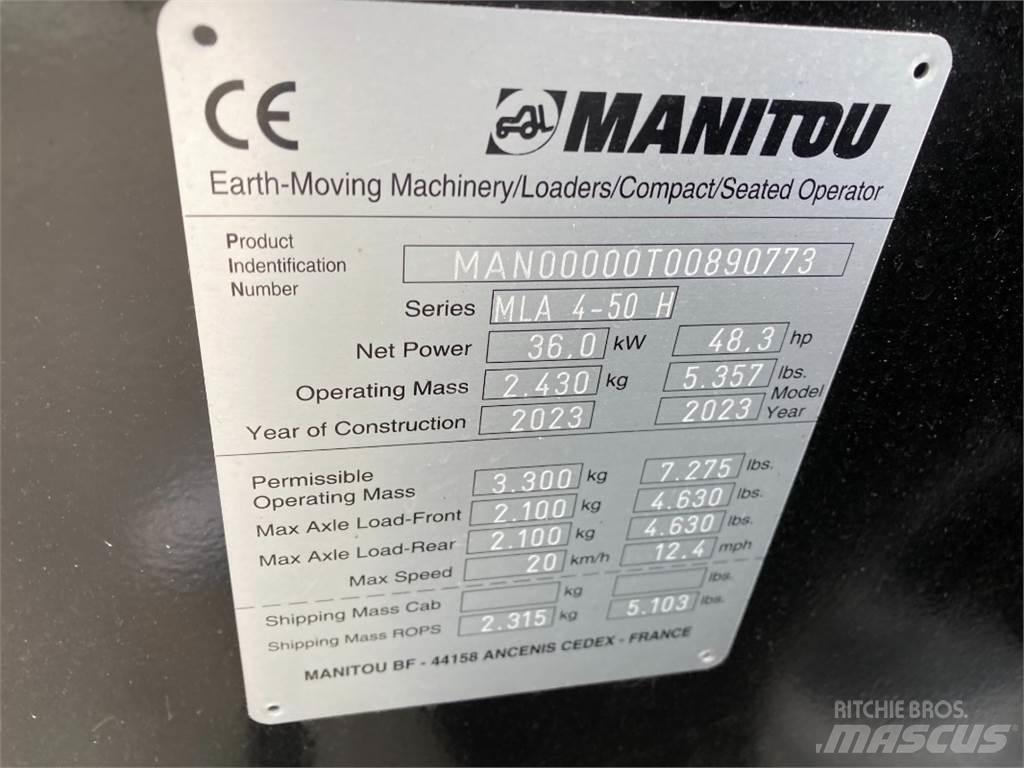 CE MANITOU
Earth-Moving Machinery/Loaders/Compact/Seated Operator
Product
Indentification
Number
MAN00000T00890773
Series MLA 4-50 H
Net Power 36,0 kW 48,3 hp
Operating Mass 2.430 kg 5.357 lbs.
Year of Construction 2023 2023 Model Year
Permissible
Operating Mass 3.300 kg 7.275 lbs.
Max Axle Load-Front 2.100 kg 4.630 lbs.
Max Axle Load-Rear 2.100 kg 4.630 lbs.
Max Speed 20 km/h 12.4 mph
Shipping Mass Cab kg lbs.
Shipping Mass ROPS 2.315 kg 5.103 lbs.
MANITOU BF - 44158 ANCENIS CEDEX - FRANCE
RITCHIE BROS.
MASCUS